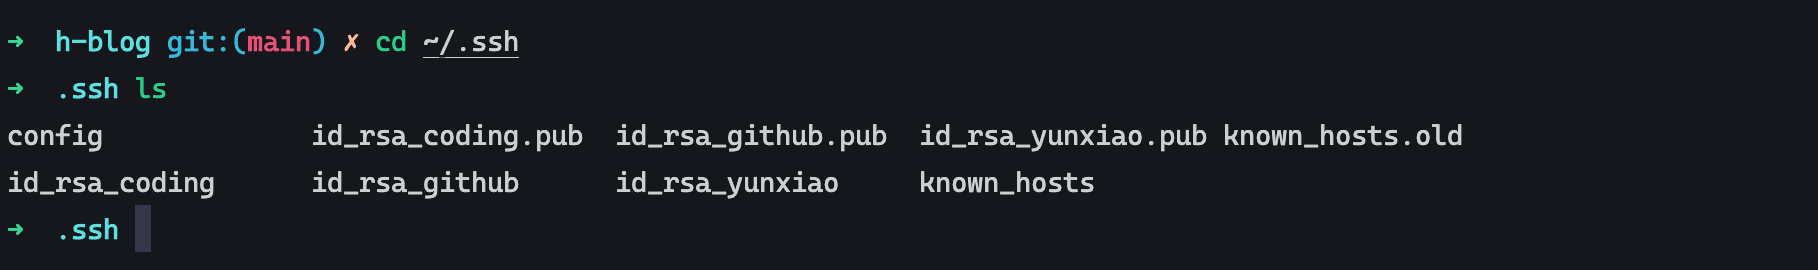 ➜  h-blog git:(main) ✗ cd ~/.ssh
➜  .ssh ls
config             id_rsa_coding.pub  id_rsa_github.pub  id_rsa_yunxiao.pub known_hosts.old
id_rsa_coding      id_rsa_github      id_rsa_yunxiao     known_hosts
➜  .ssh